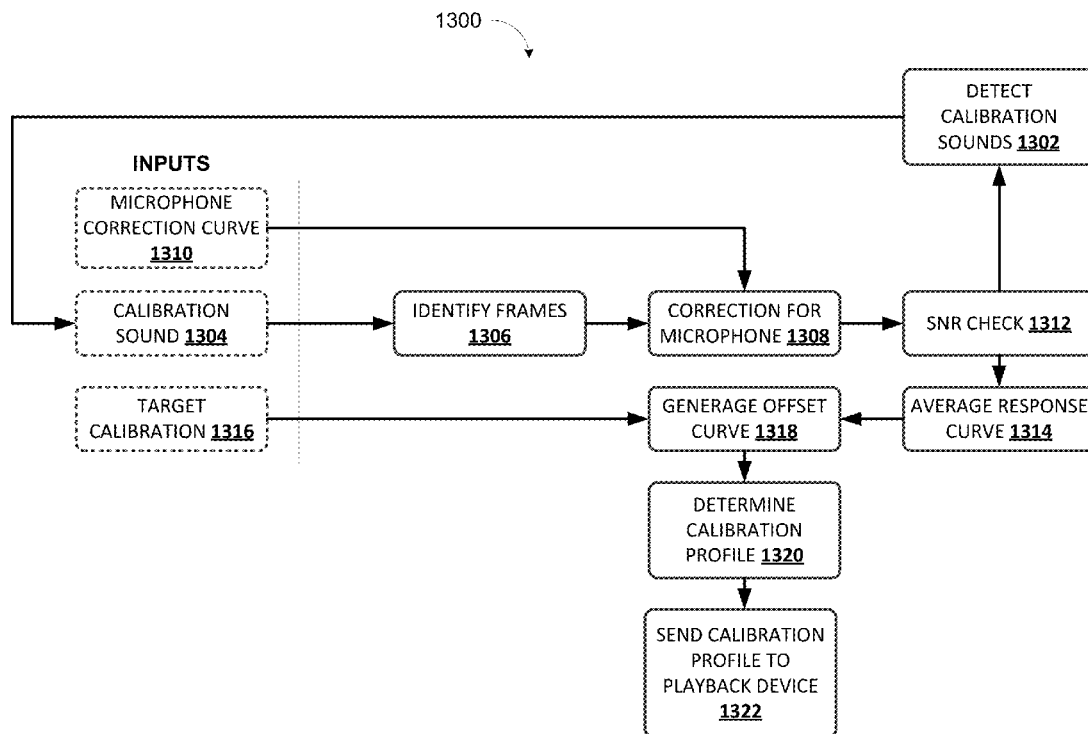 1300
DETECT
CALIBRATION
SOUNDS 1302
INPUTS
MICROPHONE
CORRECTION CURVE
1310
CALIBRATION
SOUND 1304
IDENTIFY FRAMES
1306
CORRECTION FOR
MICROPHONE 1308
SNR CHECK 1312
TARGET
CALIBRATION 1316
GENERAGE OFFSET
CURVE 1318
AVERAGE RESPONSE
CURVE 1314
DETERMINE
CALIBRATION
PROFILE 1320
SEND CALIBRATION
PROFILE TO
PLAYBACK DEVICE
1322